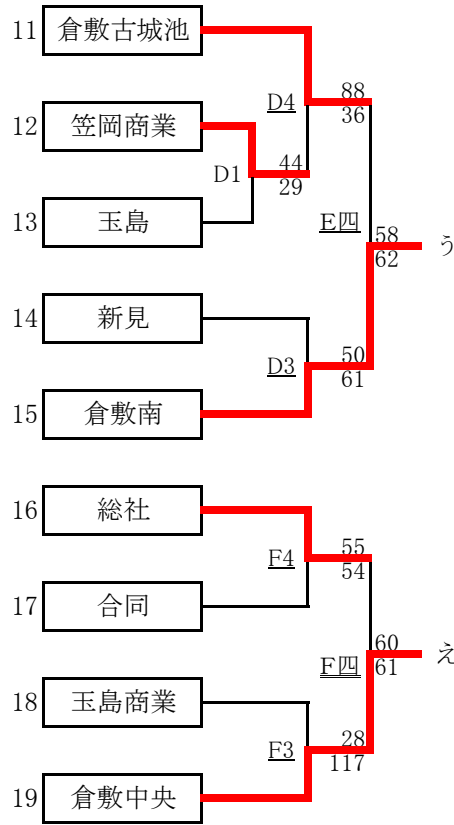 11 倉敷古城池
D4 88
36
12 笠岡商業
D1 44
29
13 玉島
E四 58
62 う
14 新見
D3 50
61
15 倉敷南
16 総社
F4 55
54
17 合同
F四 60
61 え
18 玉島商業
F3 28
117
19 倉敷中央